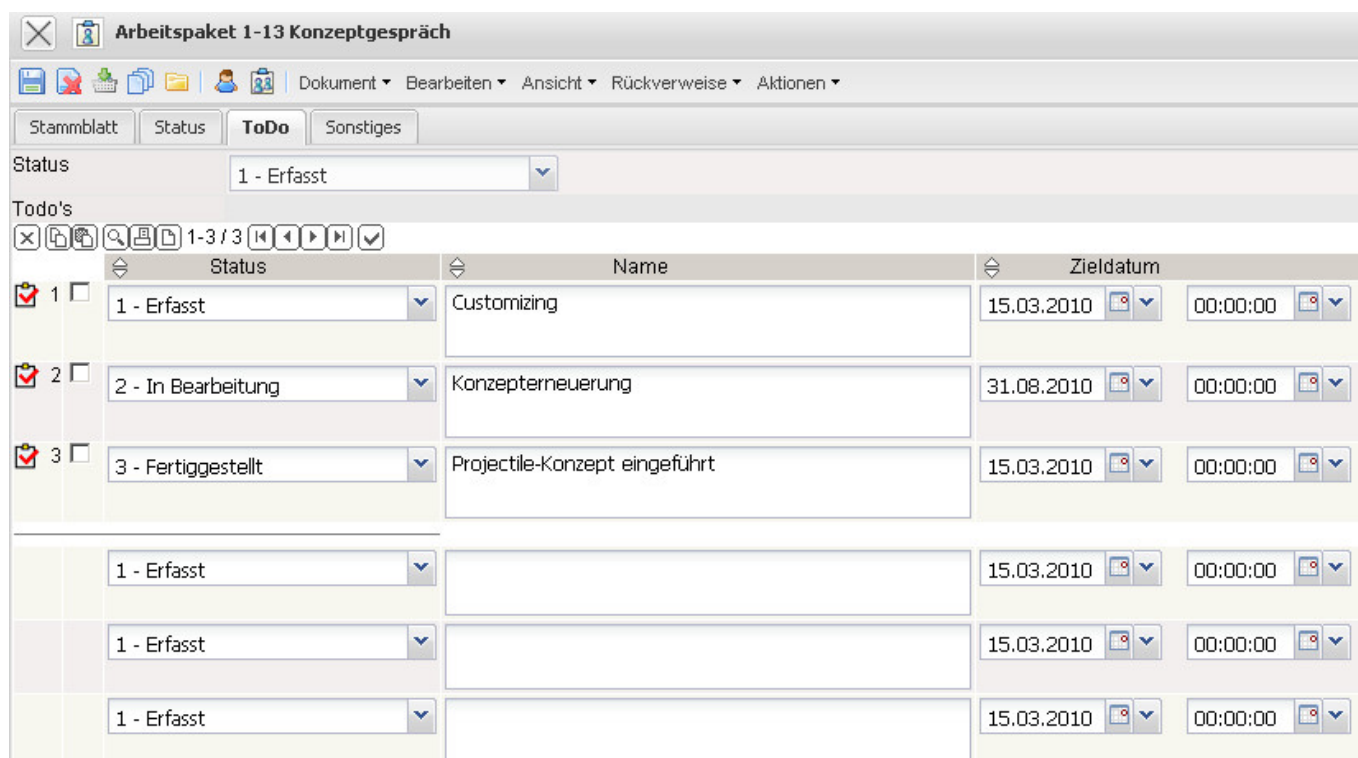 Arbeitspaket 1-13 Konzeptgespräch
Dokument Bearbeiten Ansicht Rückverweise Aktionen
Stammblatt Status ToDo Sonstiges
Status 1 - Erfasst
Todo's
1-3 / 3
Status Name Zieldatum
1 1 - Erfasst Customizing 15.03.2010 00:00:00
2 2 - In Bearbeitung Konzepterneuerung 31.08.2010 00:00:00
3 3 - Fertiggestellt Projectile-Konzept eingeführt 15.03.2010 00:00:00
1 - Erfasst 15.03.2010 00:00:00
1 - Erfasst 15.03.2010 00:00:00
1 - Erfasst 15.03.2010 00:00:00